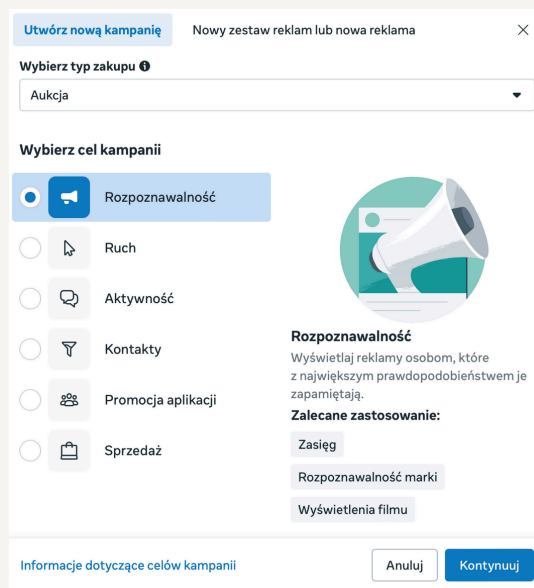 Utwórz nową kampanię
Nowy zestaw reklam lub nowa reklama
Wybierz typ zakupu
Aukcja
Wybierz cel kampanii
Rozpoznawalność
Ruch
Aktywność
Kontakty
Promocja aplikacji
Sprzedaż
Rozpoznawalność
Wyświetlaj reklamy osobom, które
z największym prawdopodobieństwem je
zapamiętają.
Zalecane zastosowanie:
Zasięg
Rozpoznawalność marki
Wyświetlenia filmu
Informacje dotyczące celów kampanii
Anuluj
Kontynuuj